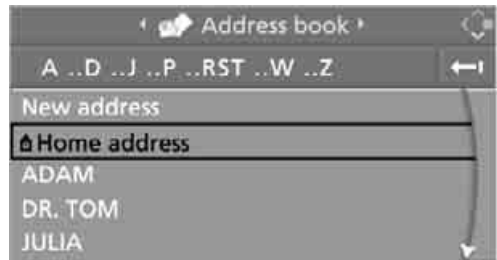 Address book
A ..D ..J ..P ..RST ..W ..Z
New address
Home address
ADAM
DR. TOM
JULIA